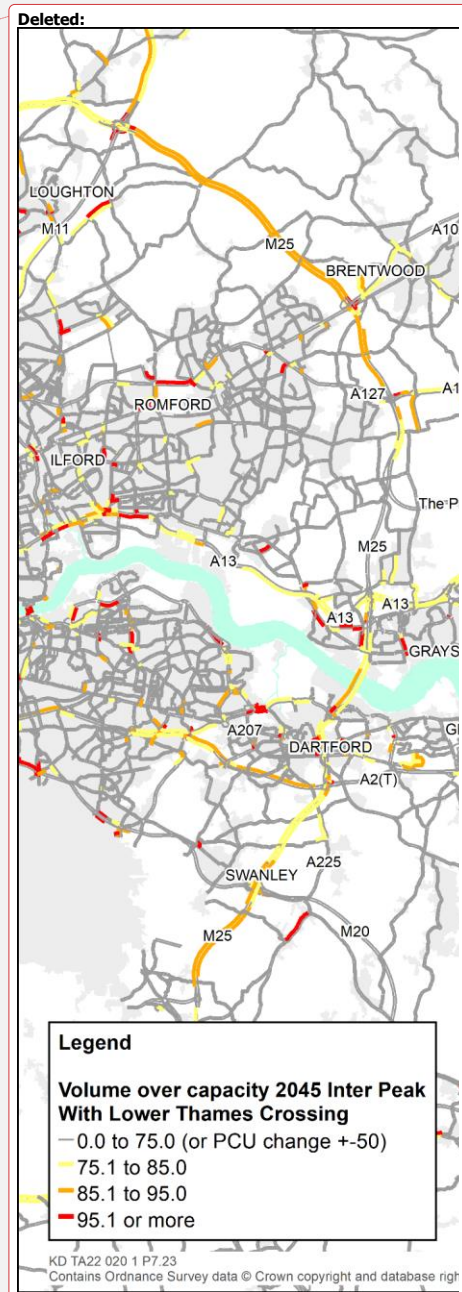 Deleted:
LOUGHTON
M11
M25
A10
BRENTWOOD
A127
A1
ROMFORD
ILFORD
The P
M25
A13
A13
A13
GRAYS
A207
DARTFORD
G
A2(T)
A225
SWANLEY
M25
M20
Legend
Volume over capacity 2045 Inter Peak
With Lower Thames Crossing
0.0 to 75.0 (or PCU change +-50)
75.1 to 85.0
85.1 to 95.0
95.1 or more
KD TA22 020 1 P7.23
Contains Ordnance Survey data © Crown copyright and database righ